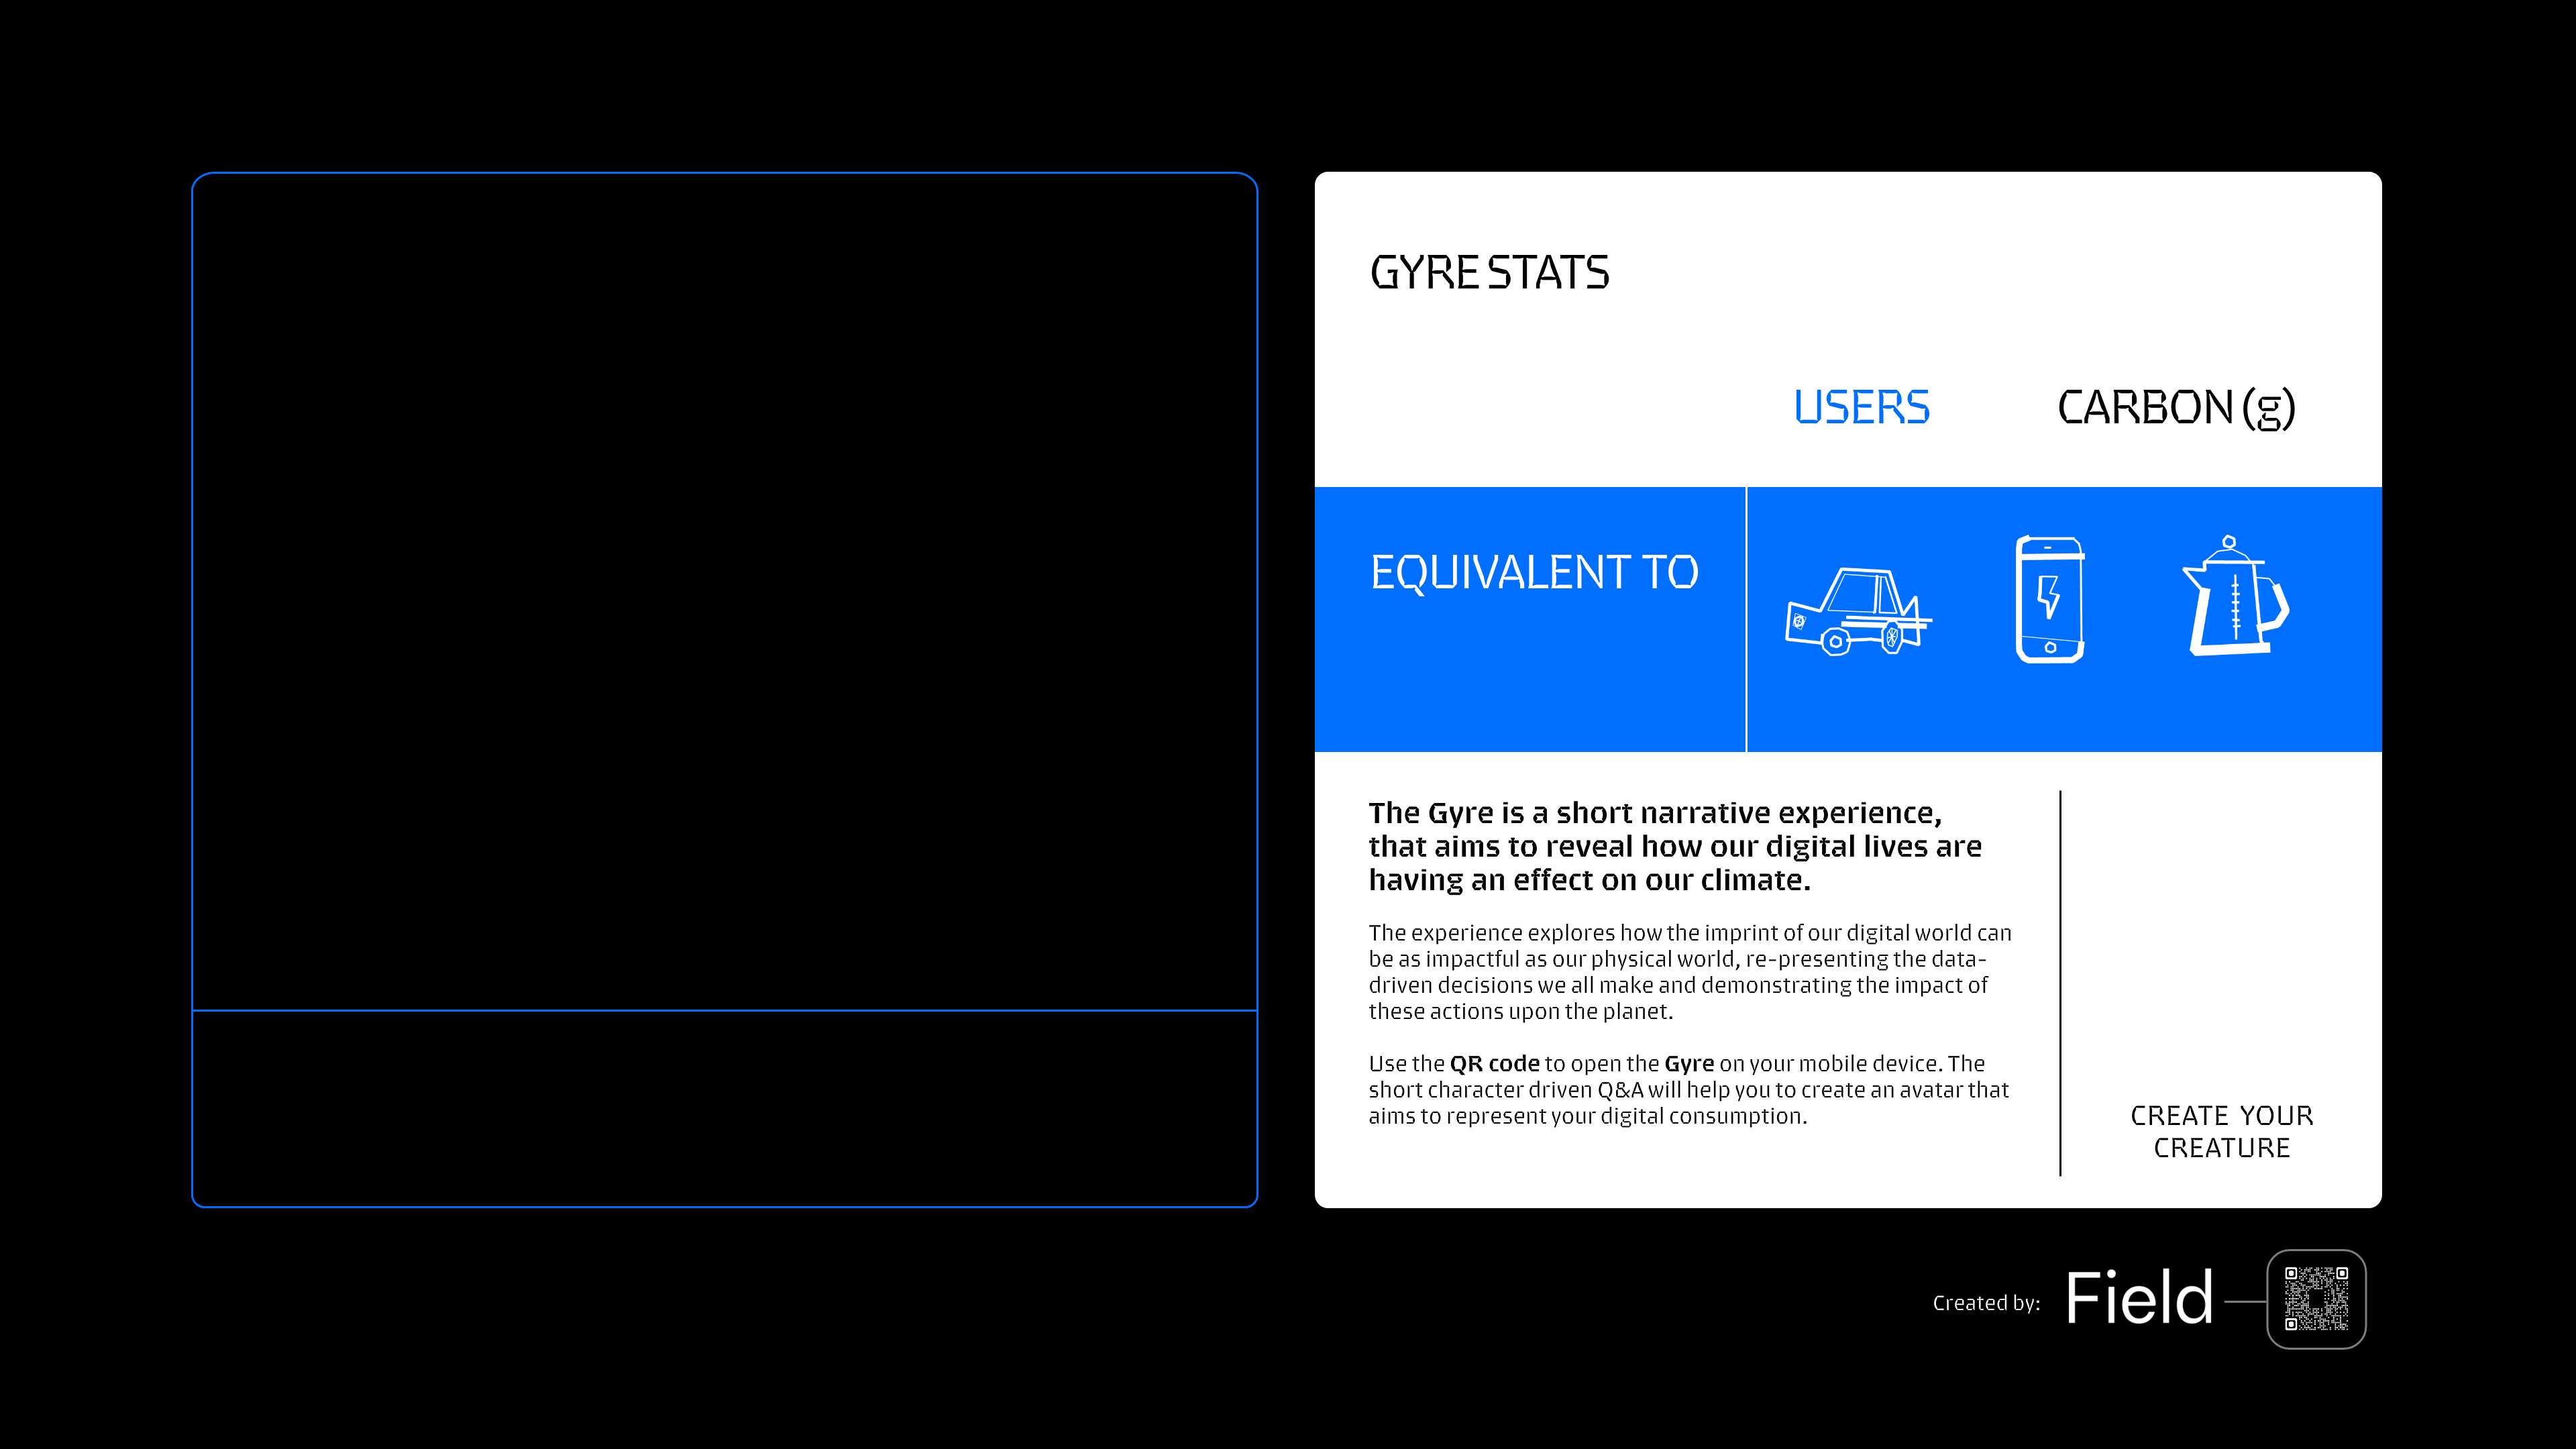 GYRE STATS
USERS
CARBON (g)
EQUIVALENT TO
The Gyre is a short narrative experience,
that aims to reveal how our digital lives are
having an effect on our climate.
The experience explores how the imprint of our digital world can
be as impactful as our physical world, re-presenting the data-
driven decisions we all make and demonstrating the impact of
these actions upon the planet.
Use the QR code to open the Gyre on your mobile device. The
short character driven Q&A will help you to create an avatar that
aims to represent your digital consumption.
CREATE YOUR
CREATURE
Created by:
Field